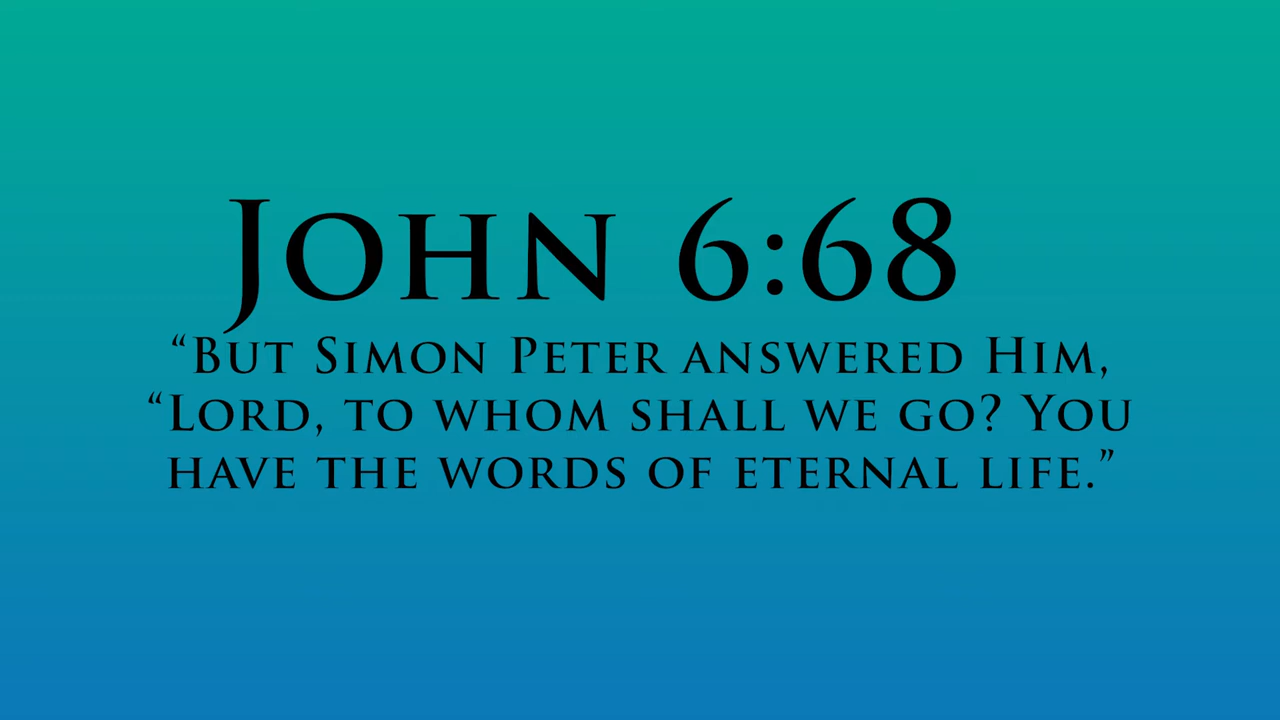 John 6:68
“But Simon Peter answered Him,
“Lord, to whom shall we go? You
have the words of eternal life.”